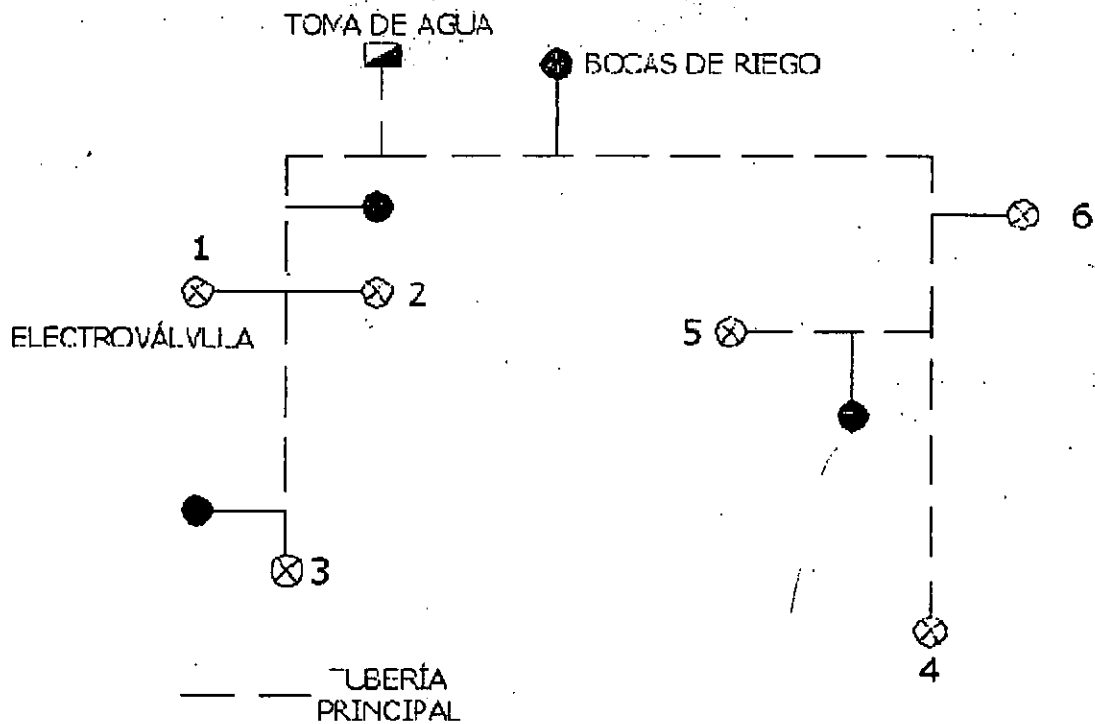 TOMA DE AGUA
BOCAS DE RIEGO
6
1
2
ELECTROVÁLVULA
5
3
4
TUBERÍA
PRINCIPAL